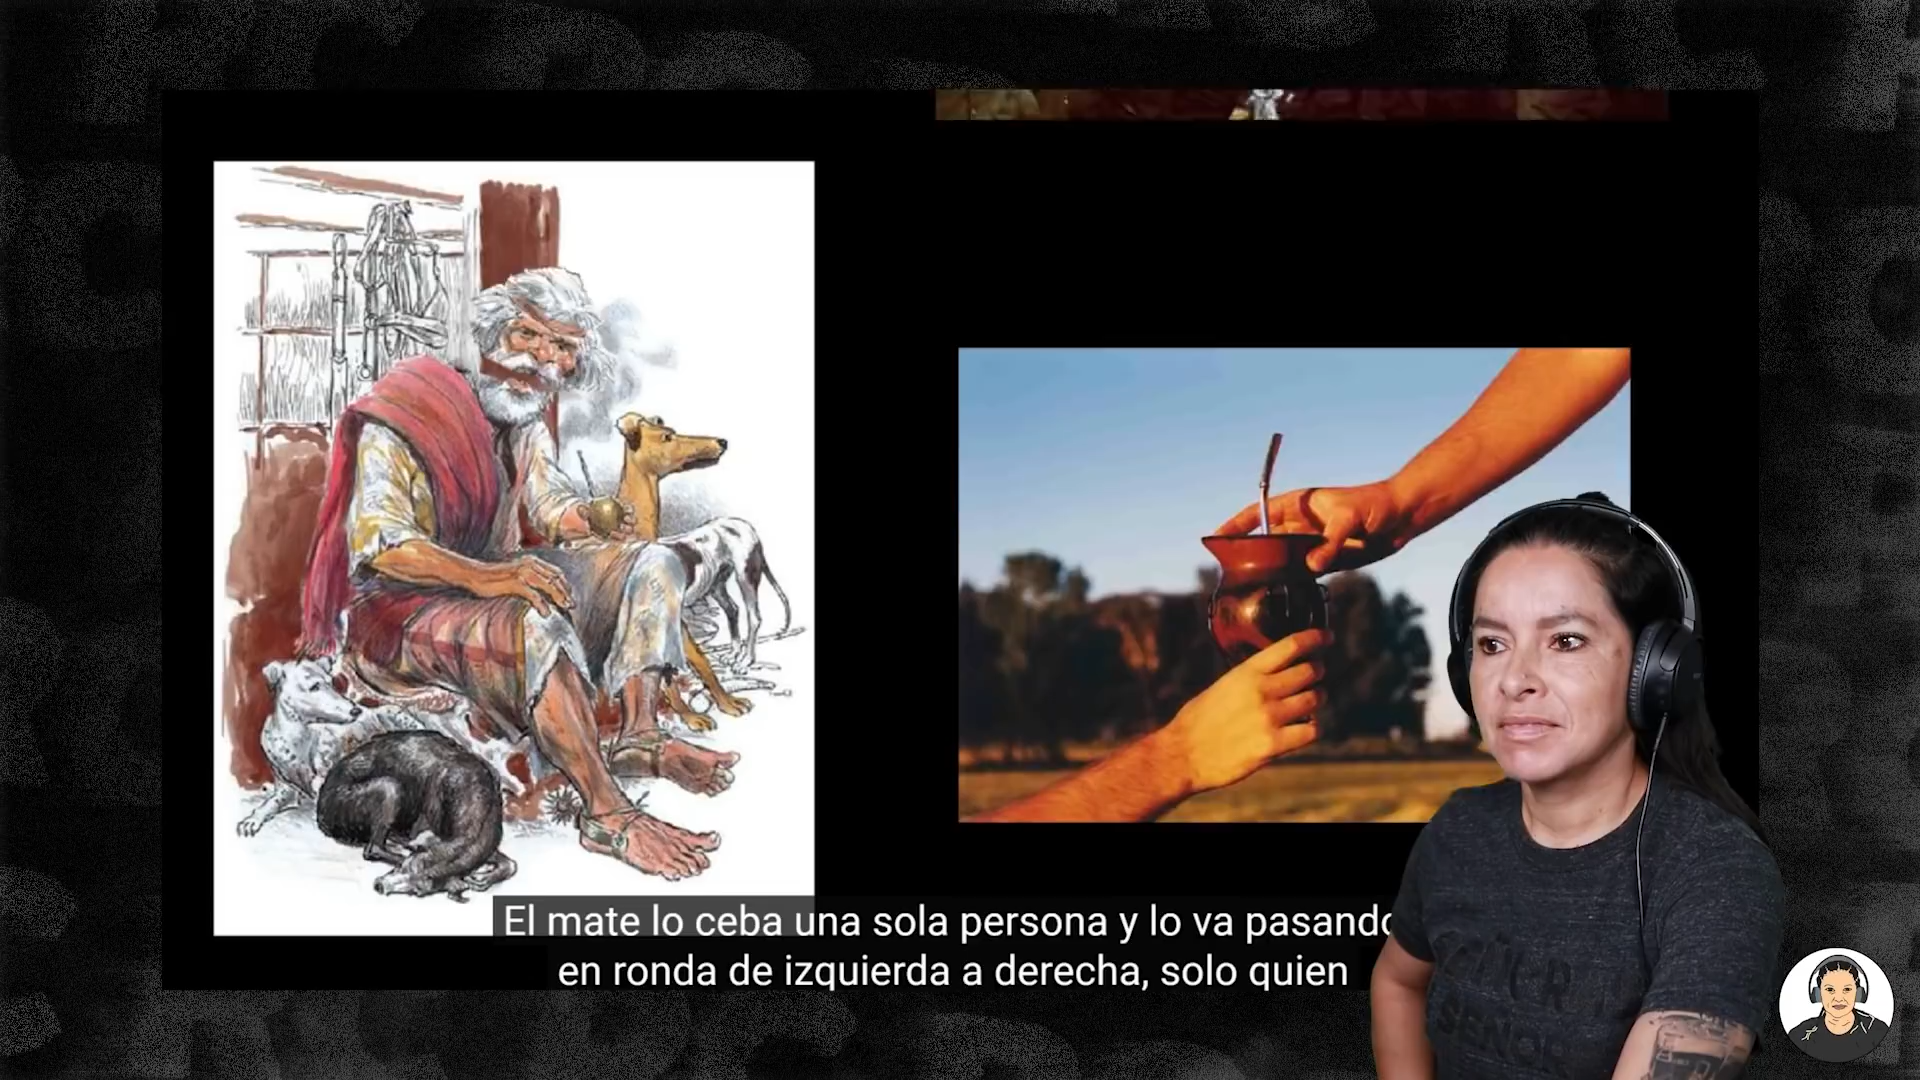 El mate lo ceba una sola persona y lo va pasando
en ronda de izquierda a derecha, solo quien